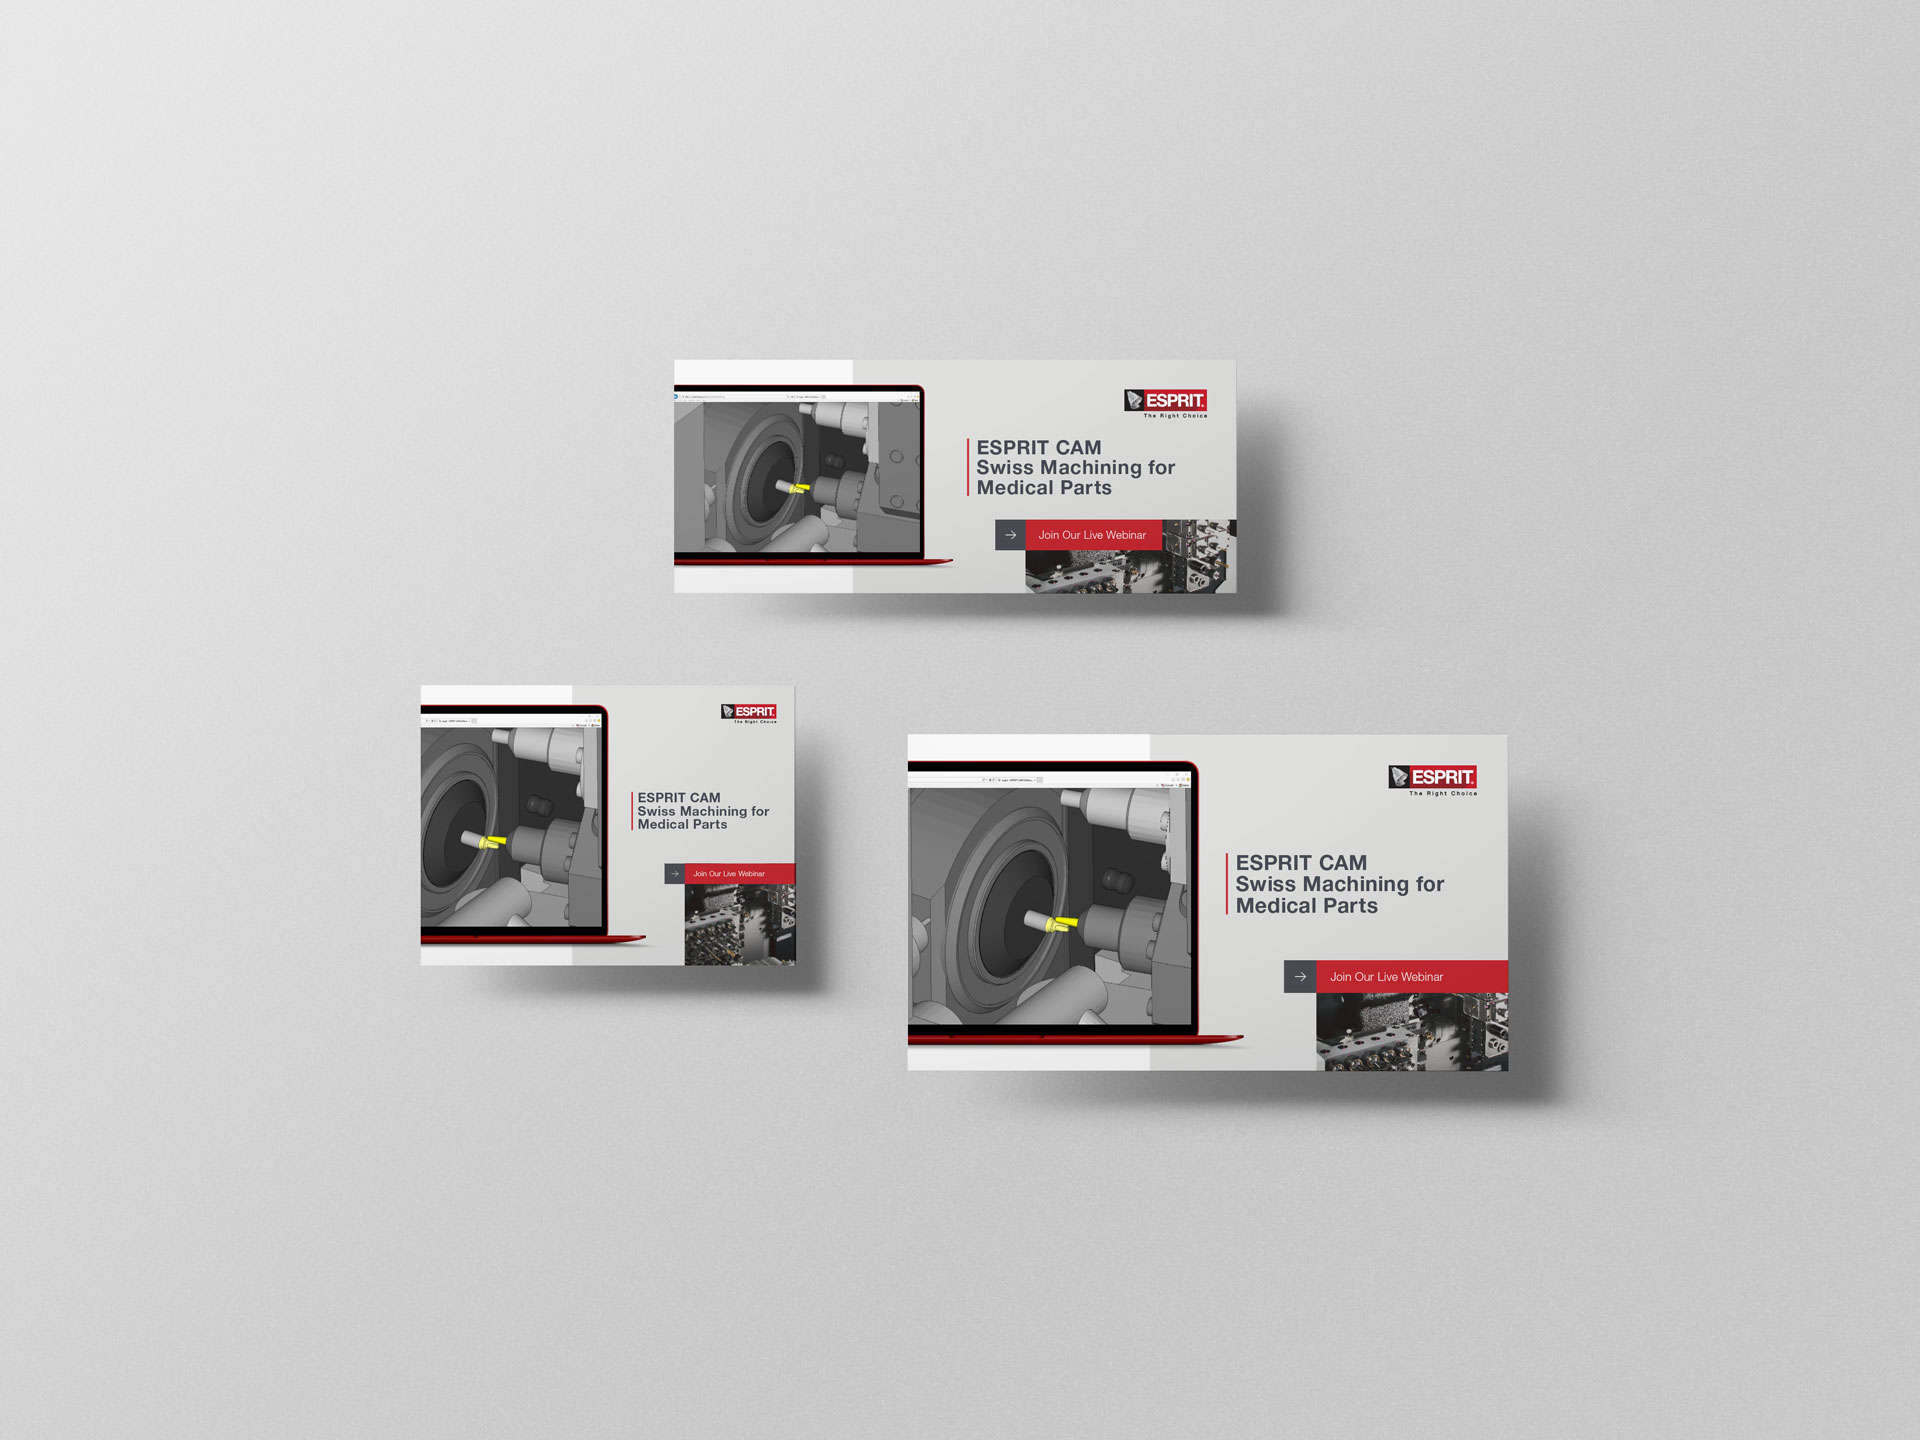 ESPRIT
The Right Choice
ESPRIT CAM
Swiss Machining for
Medical Parts
Join Our Live Webinar
ESPRIT
The Right Choice
ESPRIT CAM
Swiss Machining for
Medical Parts
Join Our Live Webinar
ESPRIT
The Right Choice
ESPRIT CAM
Swiss Machining for
Medical Parts
Join Our Live Webinar